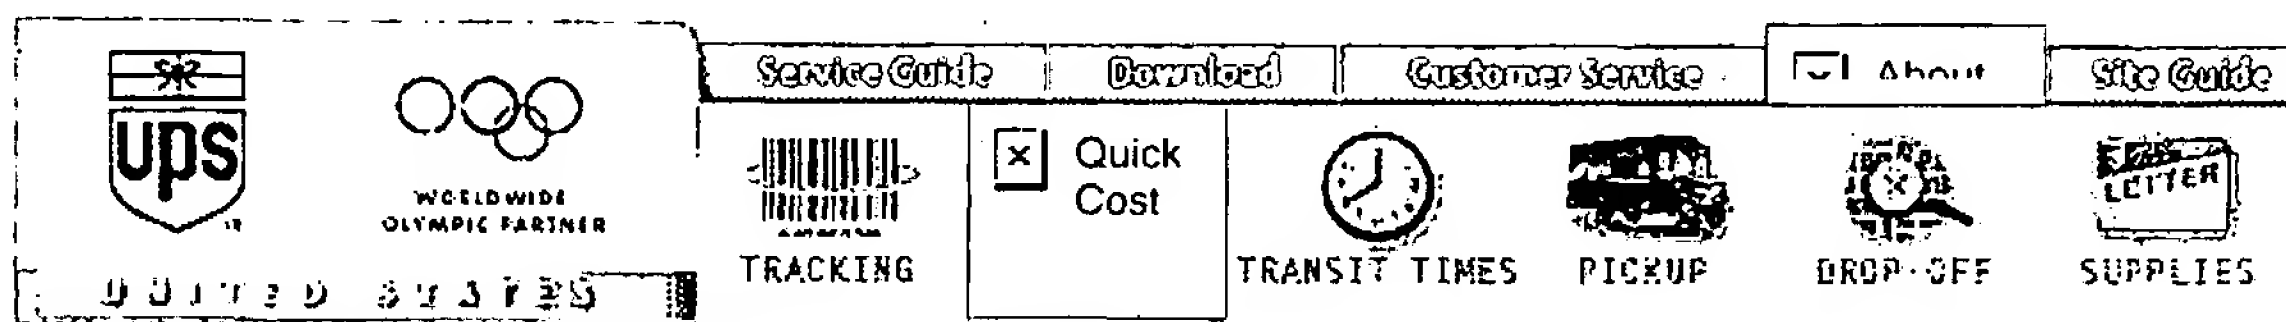 Service Guide
Download
Customer Service
About
Site Guide
ups
WORLDWIDE
OLYMPIC PARTNER
UNITED STATES
TRACKING
Quick
Cost
TRANSIT TIMES
PICKUP
DROP-OFF
LETTER
SUPPLIES